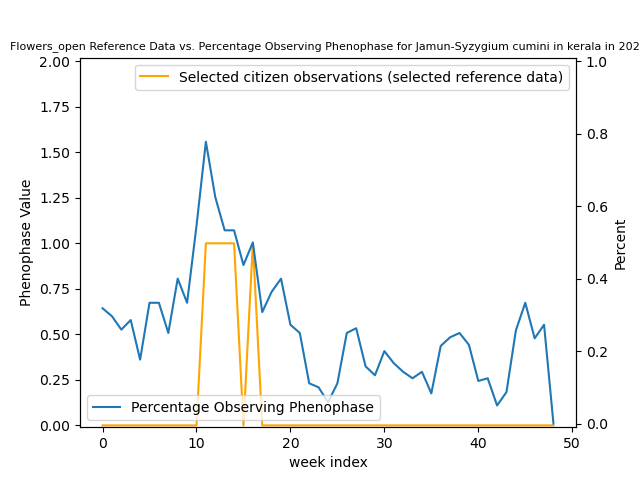 Flowers_open Reference Data vs. Percentage Observing Phenophase for Jamun-Syzygium cumini in kerala in 202
Selected citizen observations (selected reference data)
Percentage Observing Phenophase
Phenophase Value
2.00
1.75
1.50
1.25
1.00
0.75
0.50
0.25
0.00
1.0
0.8
0.6
0.4
0.2
0.0
Percent
0 10 20 30 40 50
week index